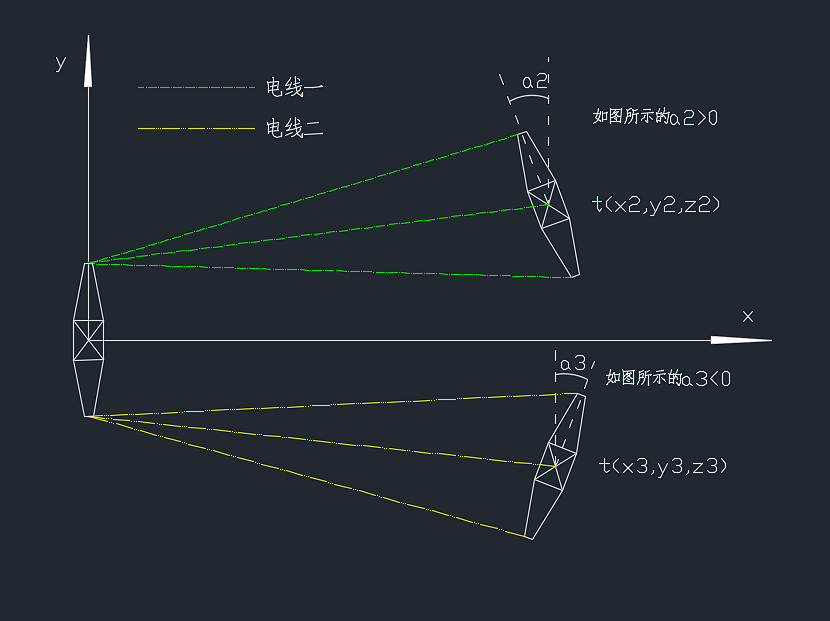 y
电线一
电线二
a2
如图所示的a2>0
t(x2,y2,z2)
x
a3
如图所示的a3<0
t(x3,y3,z3)